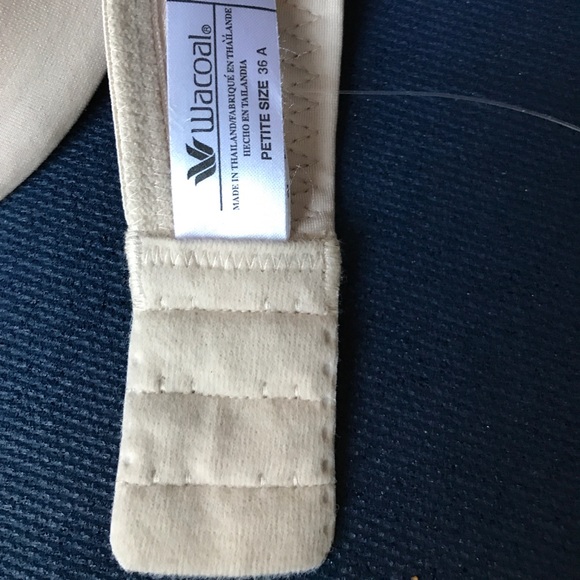 Wacoal®
MADE IN THAILAND/FABRIQUÉ EN THAÏLANDE
HECHO EN TAILANDIA
PETITE SIZE 36 A